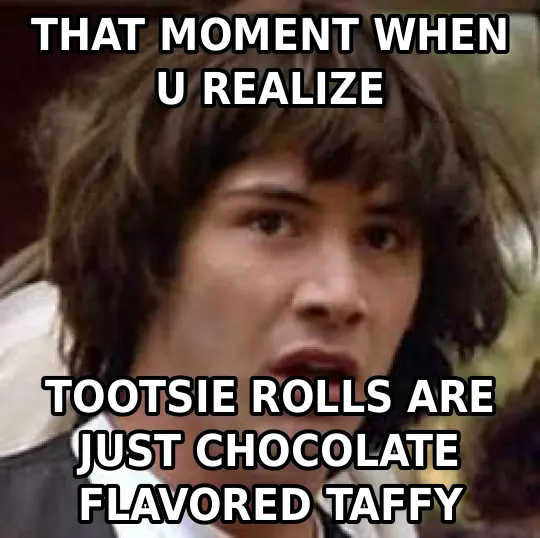 THAT MOMENT WHEN
U REALIZE
TOOTSIE ROLLS ARE
JUST CHOCOLATE
FLAVORED TAFFY